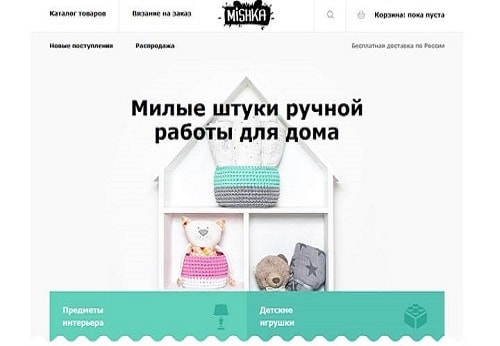 Каталог товаров
Вязание на заказ
MiSHKA
Корзина: пока пуста
Новые поступления
Распродажа
Бесплатная доставка по России
Милые штуки ручной
работы для дома
Предметы
интерьера
Детские
игрушки